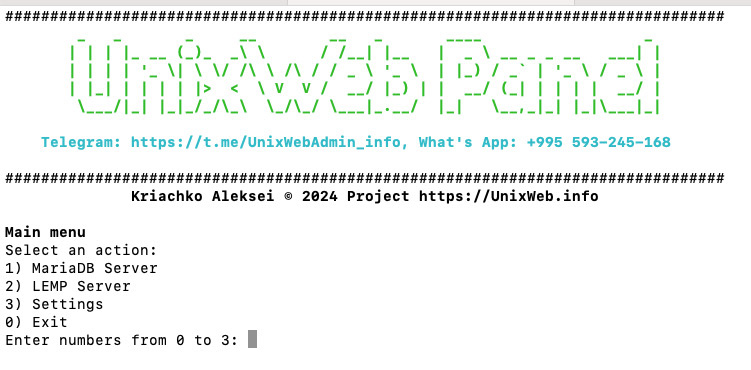 ################################################################################
UnixWeb Panel
Telegram: https://t.me/UnixWebAdmin_info, What's App: +995 593-245-168
################################################################################
Kriachko Aleksei © 2024 Project https://UnixWeb.info
Main menu
Select an action:
1) MariaDB Server
2) LEMP Server
3) Settings
0) Exit
Enter numbers from 0 to 3: